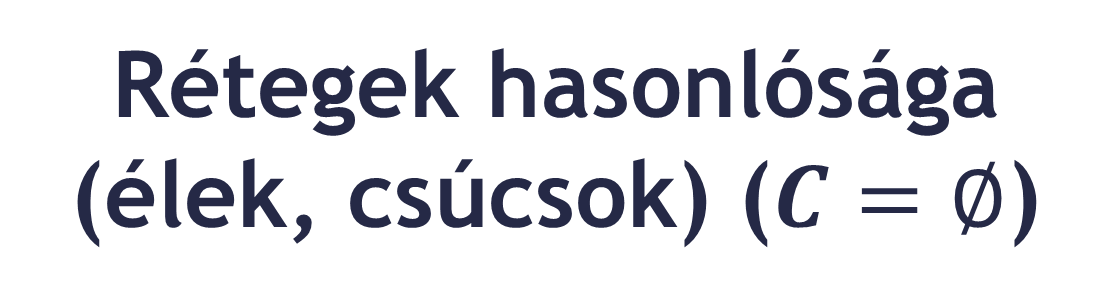 Rétegek hasonlósága
(élek, csúcsok) (C = ∅)